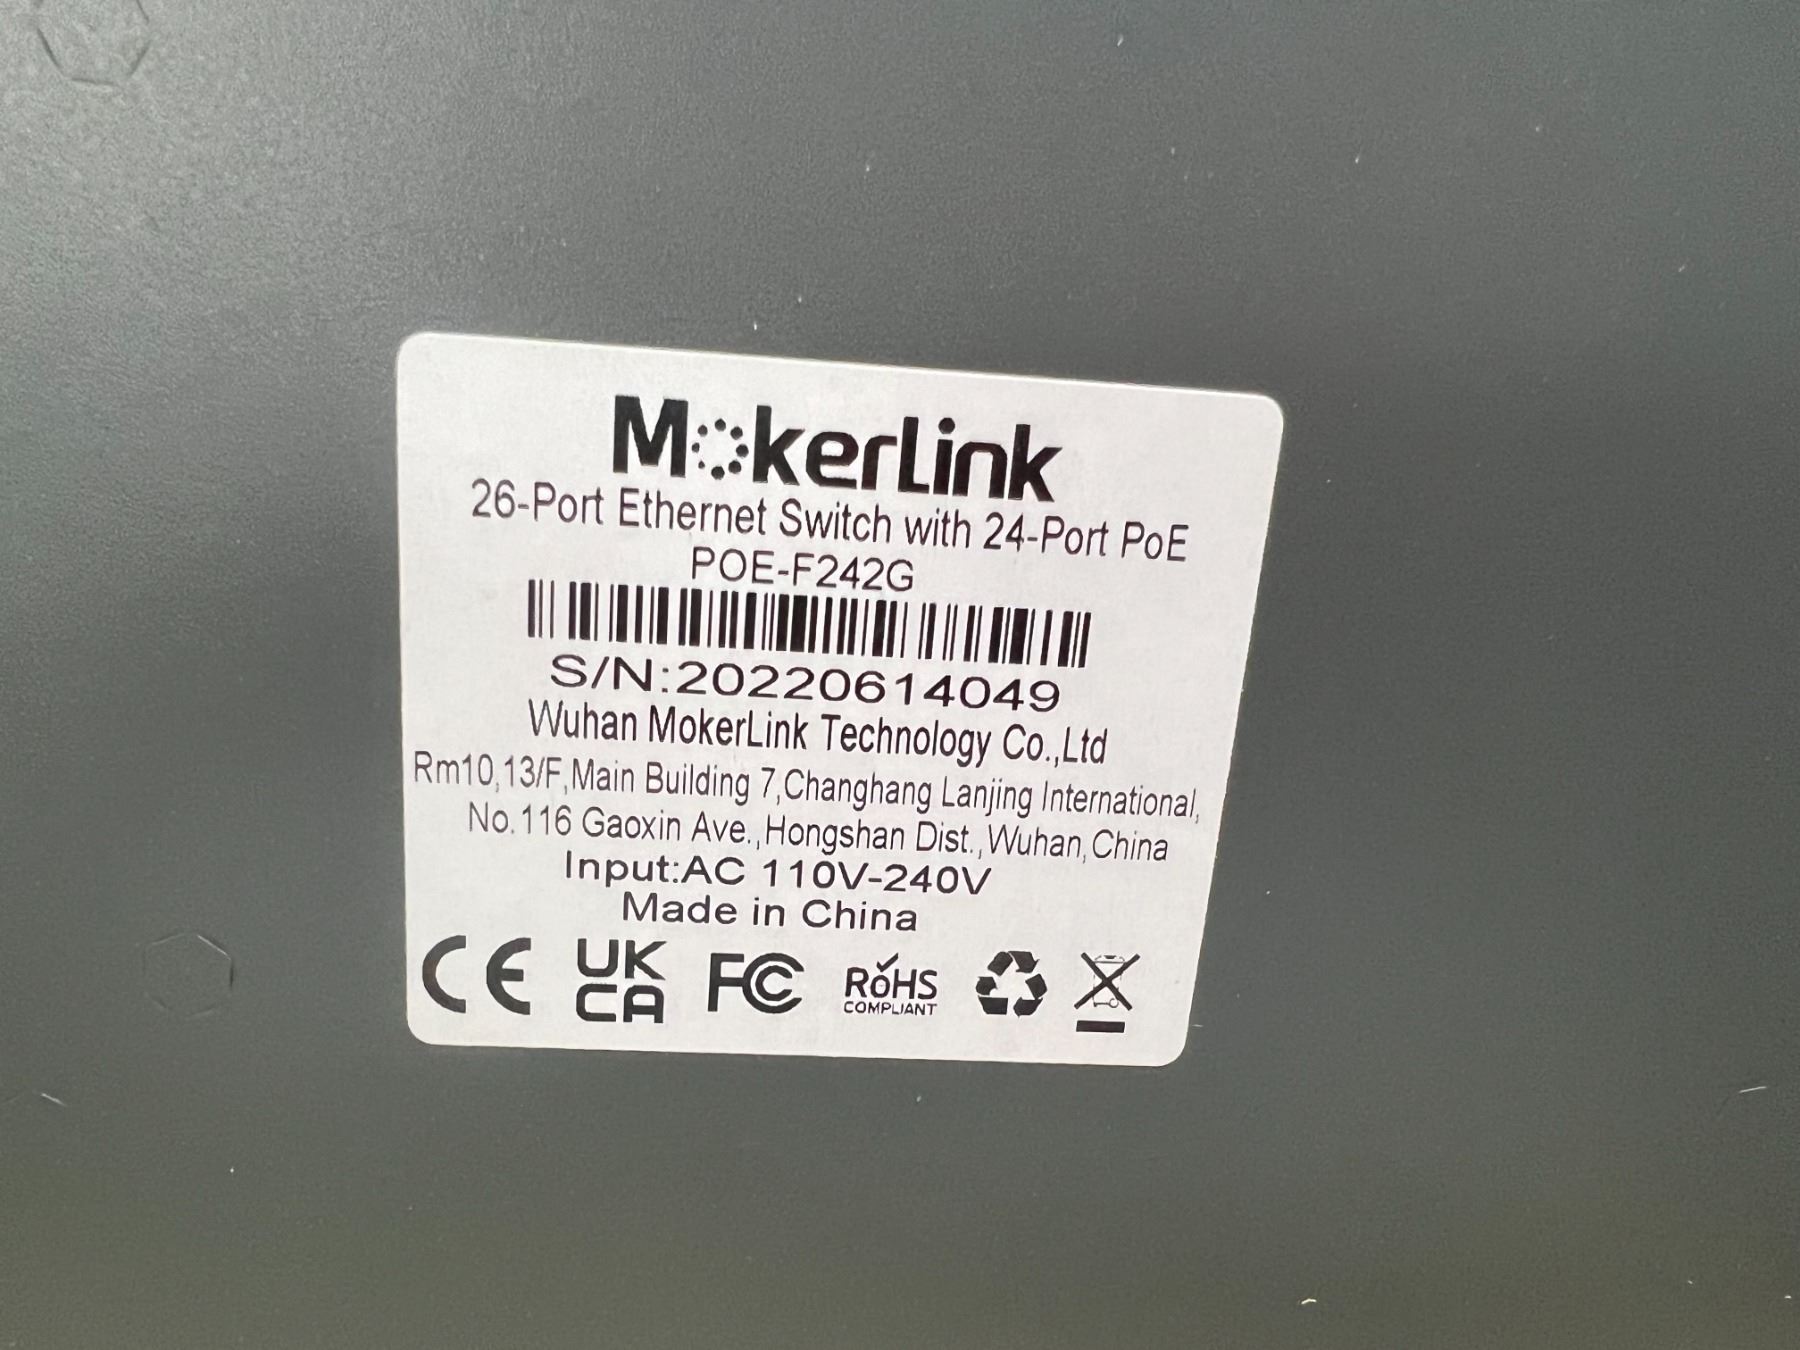 MokerLink
26-Port Ethernet Switch with 24-Port PoE
POE-F242G
S/N:20220614049
Wuhan MokerLink Technology Co.,Ltd
Rm10,13/F,Main Building 7,Changhang Lanjing International,
No.116 Gaoxin Ave.,Hongshan Dist.,Wuhan,China
Input:AC 110V-240V
Made in China
CE UK CA FC RoHS COMPLIANT